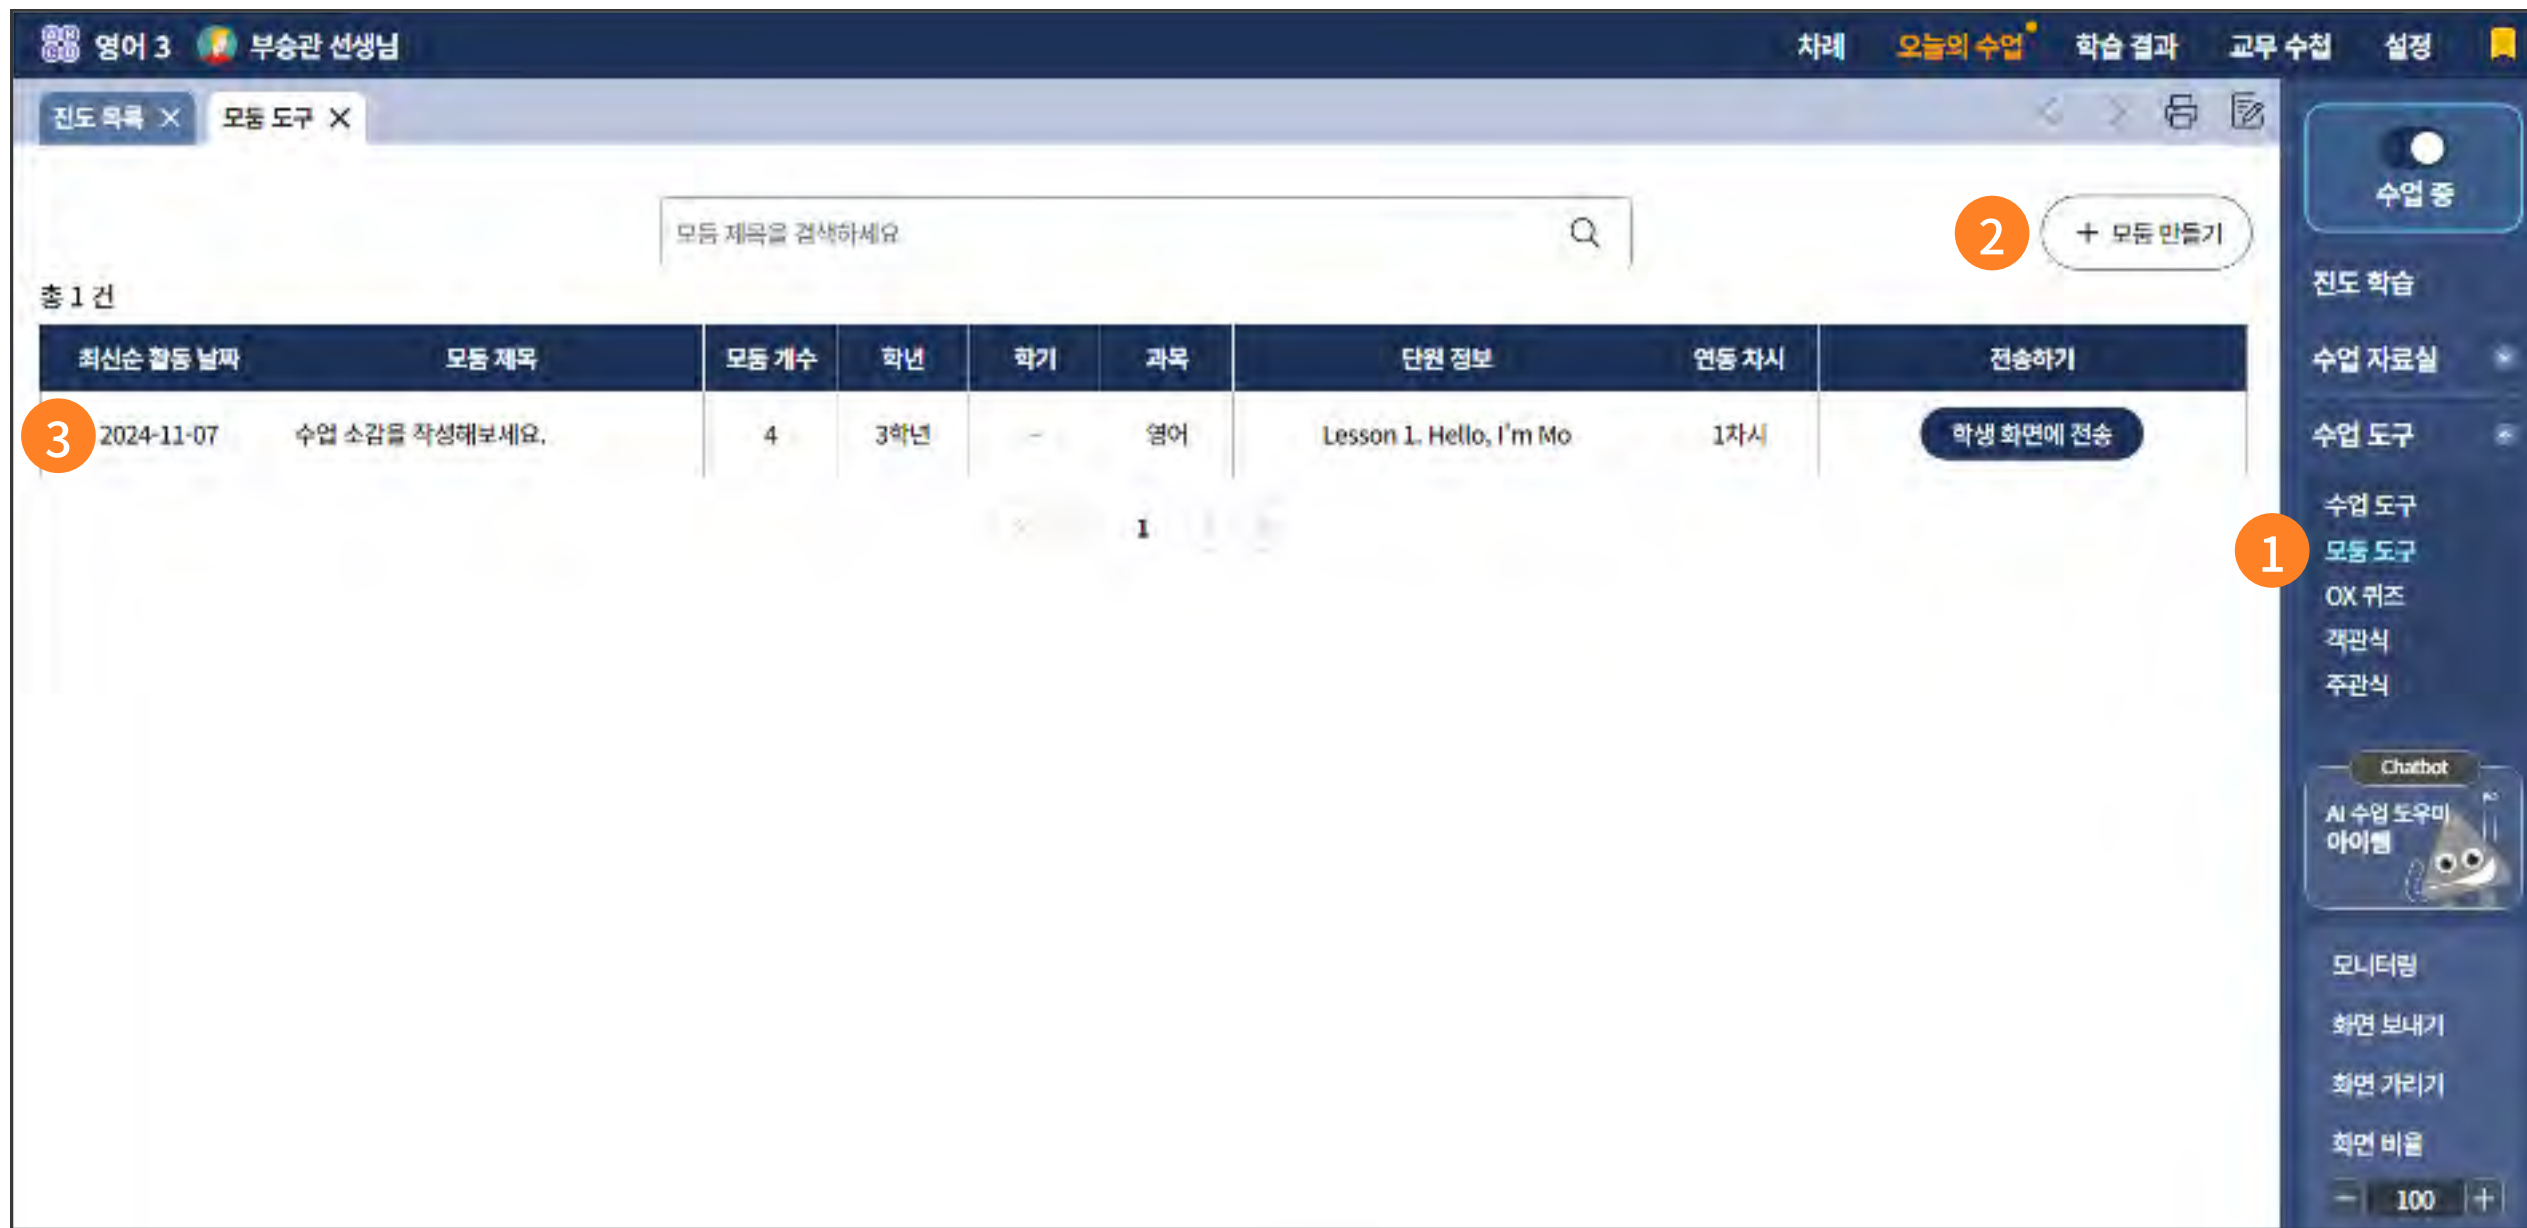 영어 3 부승관 선생님 차례 오늘의 수업 학습 결과 교무 수첩 설정
진도 목록 모둠 도구
수업 중
모둠 제목을 검색하세요
2 + 모둠 만들기
총 1 건
최신순 활동 날짜 모둠 제목 모둠 개수 학년 학기 과목 단원 정보 연동 차시 전송하기
3 2024-11-07 수업 소감을 작성해보세요. 4 3학년 - 영어 Lesson 1. Hello, I'm Mo 1차시 학생 화면에 전송
1
진도 학습
수업 자료실
수업 도구
수업 도구
1 모둠 도구
OX 퀴즈
객관식
주관식
Chatbot
AI 수업 도우미
아이쌤
모니터링
화면 보내기
화면 가리기
화면 비율
- 100 +